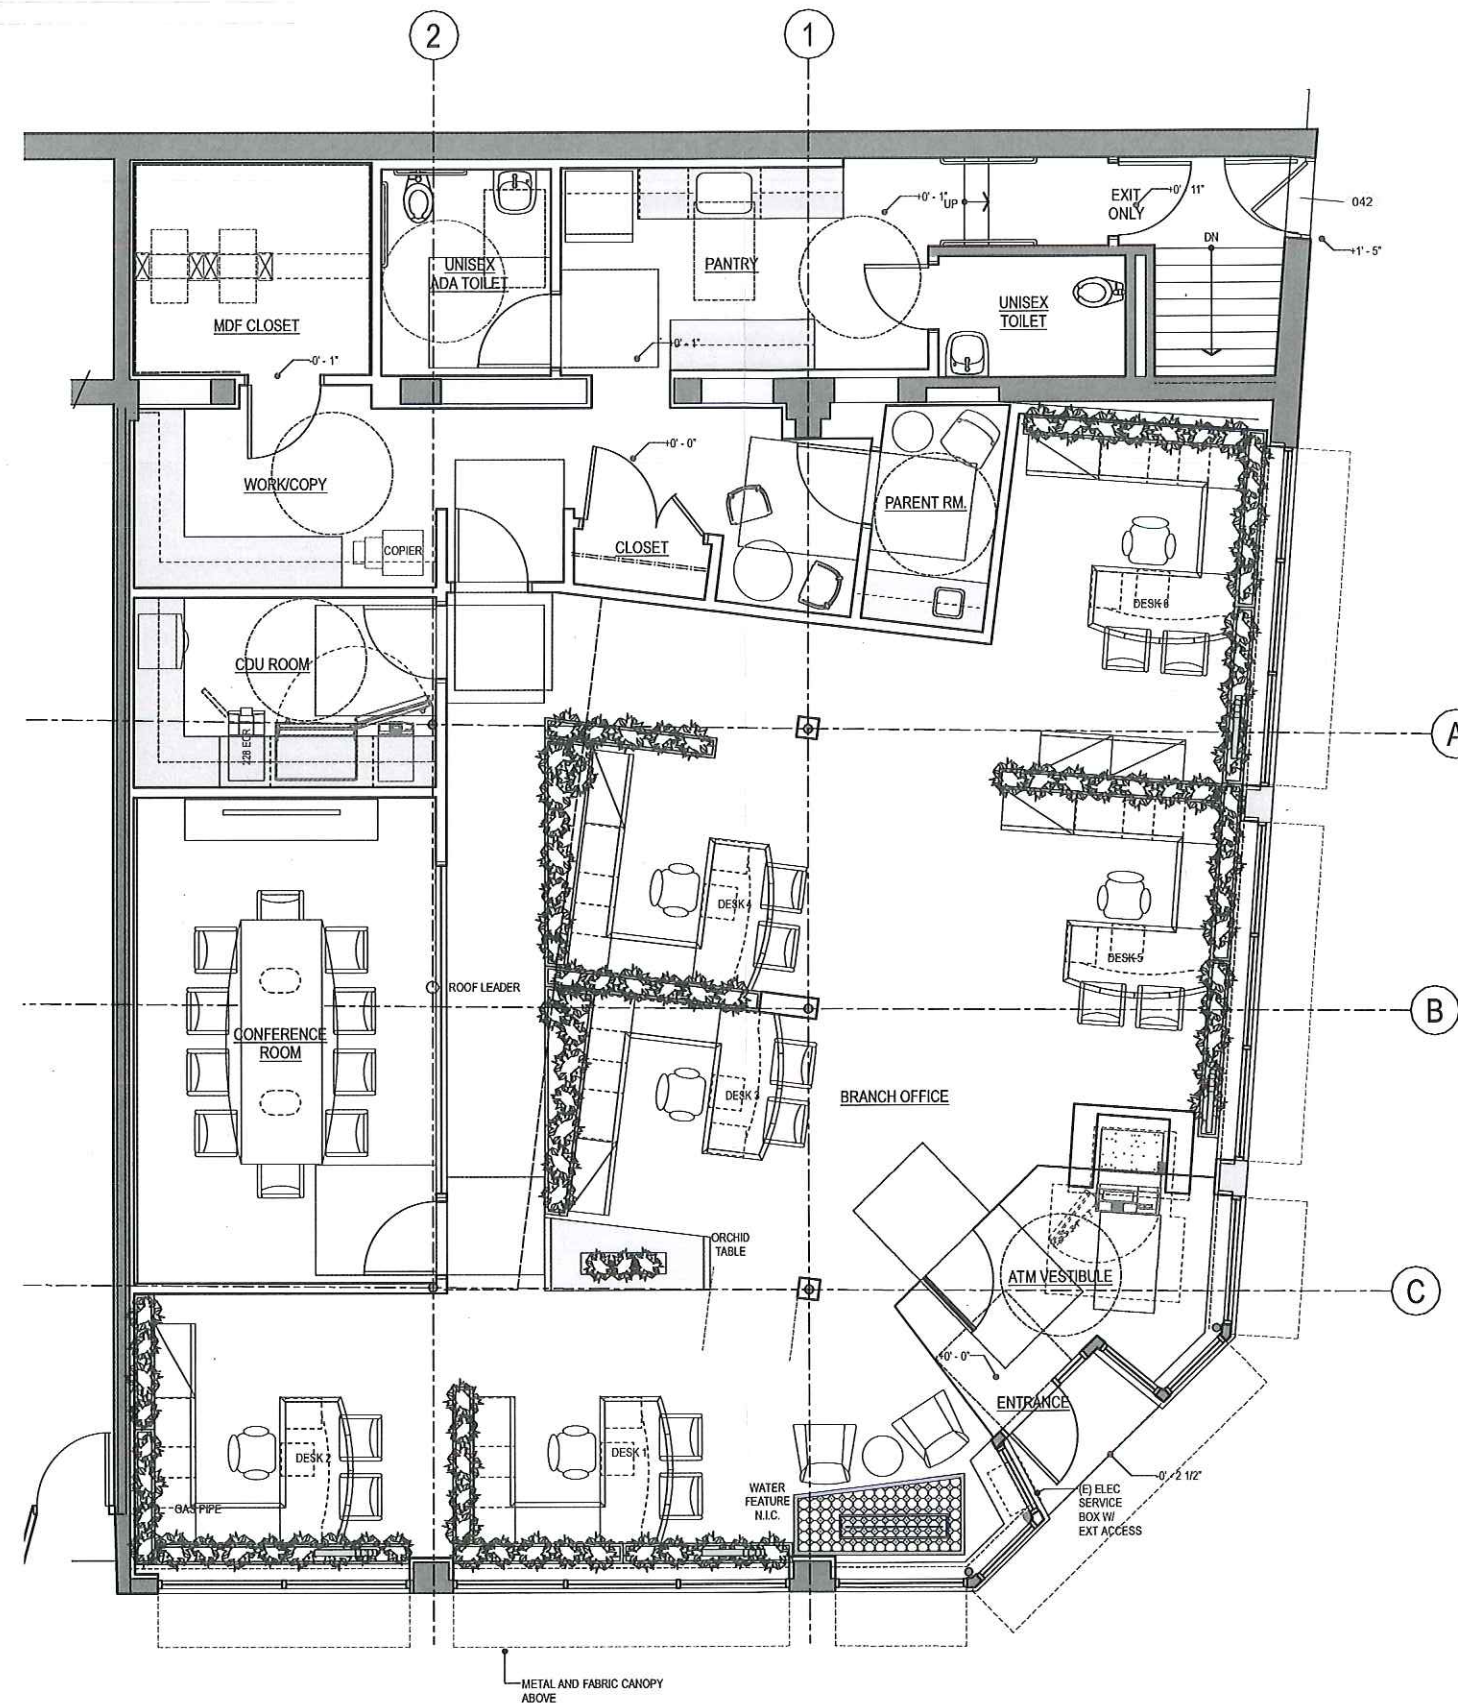 2
1
042
EXIT
ONLY
+0' - 11"
+0' - 1"
UP
DN
+1' - 5"
UNISEX
ADA TOILET
PANTRY
UNISEX
TOILET
MDF CLOSET
-0' - 1"
+0' - 1"
+0' - 0"
WORK/COPY
PARENT RM.
COPIER
CLOSET
DESK 6
CDU ROOM
228 ECR
A
DESK 4
DESK 5
ROOF LEADER
B
CONFERENCE
ROOM
DESK 3
BRANCH OFFICE
ORCHID
TABLE
ATM VESTIBULE
C
+0' - 0"
ENTRANCE
DESK 2
DESK 1
GAS PIPE
WATER
FEATURE
N.I.C.
-0' - 2 1/2"
(E) ELEC
SERVICE
BOX W/
EXT ACCESS
METAL AND FABRIC CANOPY
ABOVE